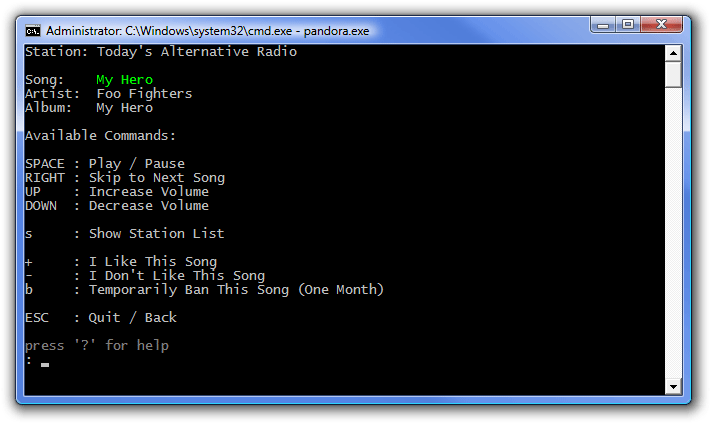 Administrator: C:\Windows\system32\cmd.exe - pandora.exe
Station: Today's Alternative Radio
Song:    My Hero
Artist:  Foo Fighters
Album:   My Hero
Available Commands:
SPACE : Play / Pause
RIGHT : Skip to Next Song
UP    : Increase Volume
DOWN  : Decrease Volume
s     : Show Station List
+     : I Like This Song
-     : I Don't Like This Song
b     : Temporarily Ban This Song (One Month)
ESC   : Quit / Back
press '?' for help
: _